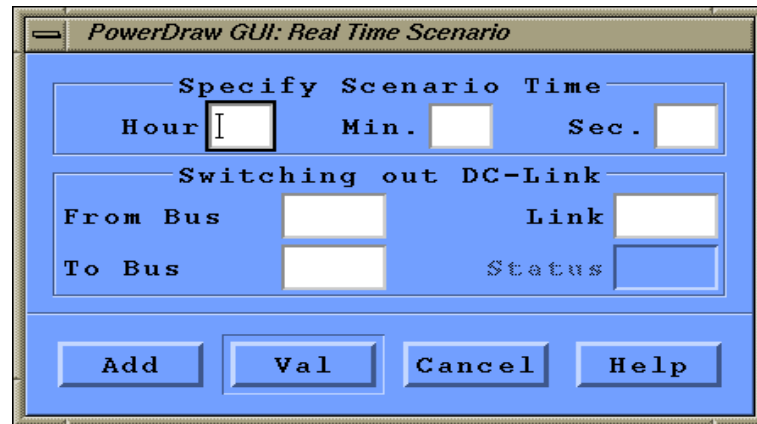 PowerDraw GUI: Real Time Scenario
Specify Scenario Time
Hour Min. Sec.
Switching out DC-Link
From Bus Link
To Bus Status
Add Val Cancel Help